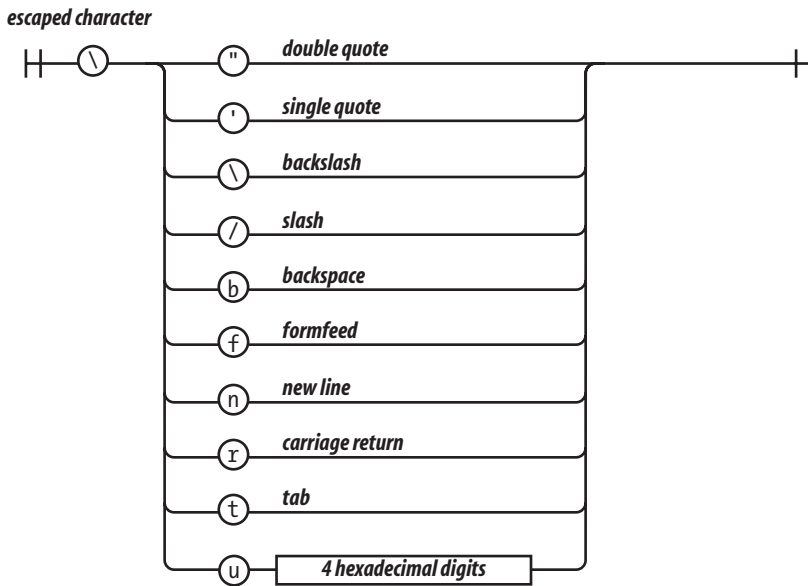 escaped character
\
" double quote
' single quote
\ backslash
/ slash
b backspace
f formfeed
n new line
r carriage return
t tab
u 4 hexadecimal digits